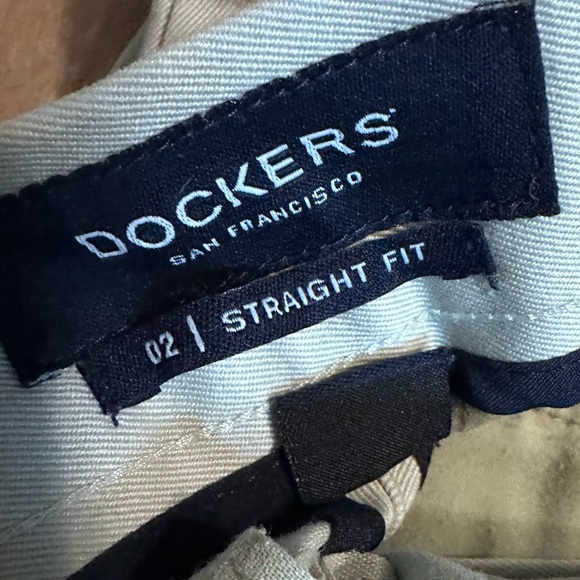 DOCKERS
SAN FRANCISCO
02 | STRAIGHT FIT